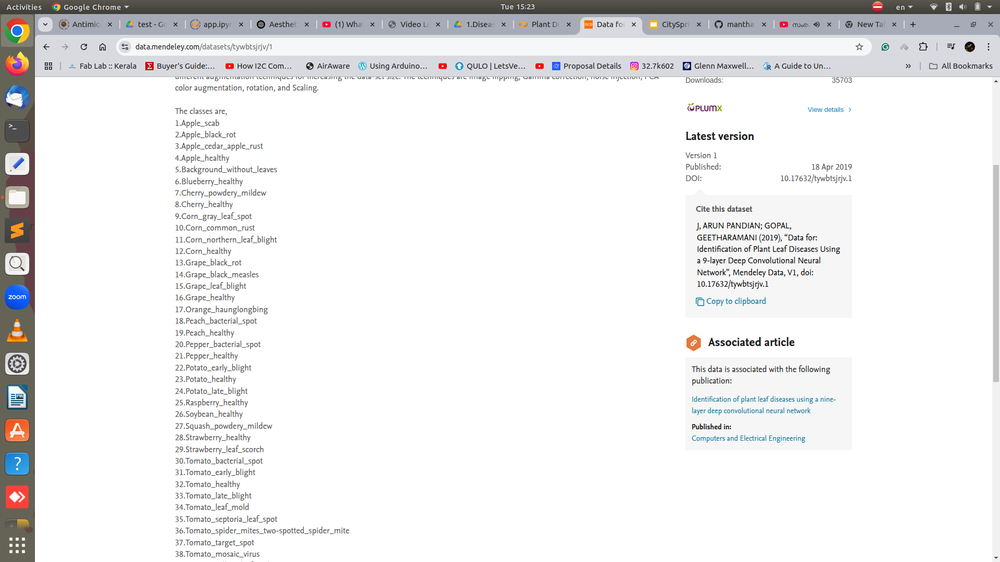 Activities
Google Chrome
Tue 15:23
en
Antimic
test - Go
app.ipyn
Aesthet
(1) Wha
Video Le
1.Diseas
Plant Di
Data for
CitySpri
mantha
New Tab
data.mendeley.com/datasets/tywbtsjrjv/1
Fab Lab :: Kerala
Buyer's Guide:...
How I2C Com...
AirAware
Using Arduino...
QULO | LetsVe...
Proposal Details
32.7k602
Glenn Maxwell...
A Guide to Un...
»
All Bookmarks
different augmentation techniques for increasing the data-set size. The techniques are image flipping, Gamma correction, noise injection, PCA
color augmentation, rotation, and Scaling.
The classes are,
1.Apple_scab
2.Apple_black_rot
3.Apple_cedar_apple_rust
4.Apple_healthy
5.Background_without_leaves
6.Blueberry_healthy
7.Cherry_powdery_mildew
8.Cherry_healthy
9.Corn_gray_leaf_spot
10.Corn_common_rust
11.Corn_northern_leaf_blight
12.Corn_healthy
13.Grape_black_rot
14.Grape_black_measles
15.Grape_leaf_blight
16.Grape_healthy
17.Orange_haunglongbing
18.Peach_bacterial_spot
19.Peach_healthy
20.Pepper_bacterial_spot
21.Pepper_healthy
22.Potato_early_blight
23.Potato_healthy
24.Potato_late_blight
25.Raspberry_healthy
26.Soybean_healthy
27.Squash_powdery_mildew
28.Strawberry_healthy
29.Strawberry_leaf_scorch
30.Tomato_bacterial_spot
31.Tomato_early_blight
32.Tomato_healthy
33.Tomato_late_blight
34.Tomato_leaf_mold
35.Tomato_septoria_leaf_spot
36.Tomato_spider_mites_two-spotted_spider_mite
37.Tomato_target_spot
38.Tomato_mosaic_virus
Downloads: 35703
PLUMX
View details
Latest version
Version 1
Published: 18 Apr 2019
DOI: 10.17632/tywbtsjrjv.1
Cite this dataset
J, ARUN PANDIAN; GOPAL,
GEETHARAMANI (2019), “Data for:
Identification of Plant Leaf Diseases Using
a 9-layer Deep Convolutional Neural
Network”, Mendeley Data, V1, doi:
10.17632/tywbtsjrjv.1
Copy to clipboard
Associated article
This data is associated with the following
publication:
Identification of plant leaf diseases using a nine-
layer deep convolutional neural network
Published in:
Computers and Electrical Engineering
zoom